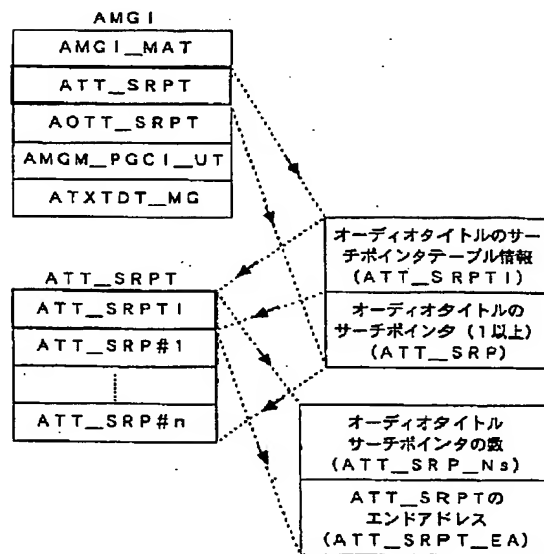 AMGI
AMGI_MAT
ATT_SRPT
AOTT_SRPT
AMGM_PGCI_UT
ATXTDT_MG
オーディオタイトルのサー
チポインタテーブル情報
(ATT_SRPTI)
オーディオタイトルの
サーチポインタ (1以上)
(ATT_SRP)
ATT_SRPT
ATT_SRPTI
ATT_SRP#1
ATT_SRP#n
オーディオタイトル
サーチポインタの数
(ATT_SRP_Ns)
ATT_SRPTの
エンドアドレス
(ATT_SRPT_EA)